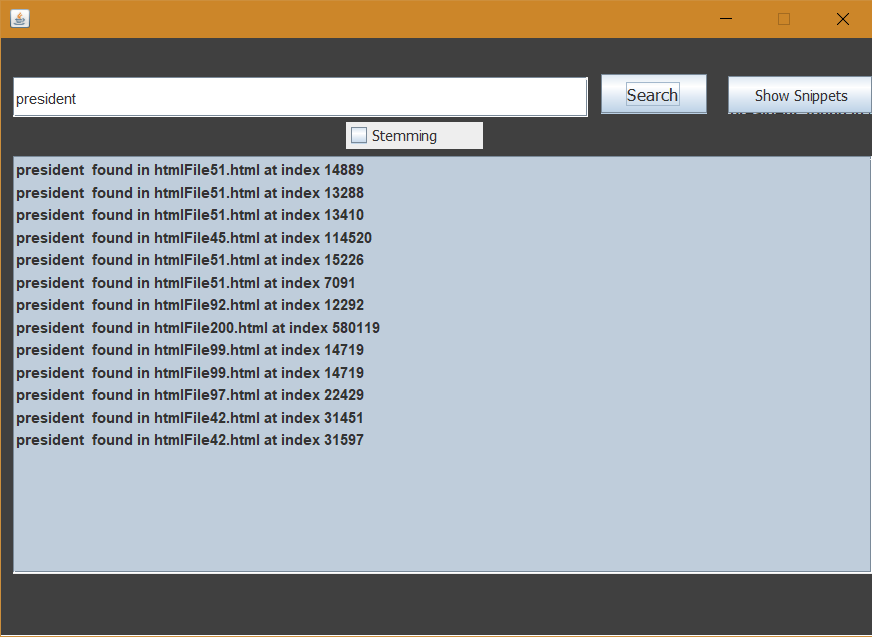 president
Search
Show Snippets
Stemming
president  found in htmlFile51.html at index 14889
president  found in htmlFile51.html at index 13288
president  found in htmlFile51.html at index 13410
president  found in htmlFile45.html at index 114520
president  found in htmlFile51.html at index 15226
president  found in htmlFile51.html at index 7091
president  found in htmlFile92.html at index 12292
president  found in htmlFile200.html at index 580119
president  found in htmlFile99.html at index 14719
president  found in htmlFile99.html at index 14719
president  found in htmlFile97.html at index 22429
president  found in htmlFile42.html at index 31451
president  found in htmlFile42.html at index 31597